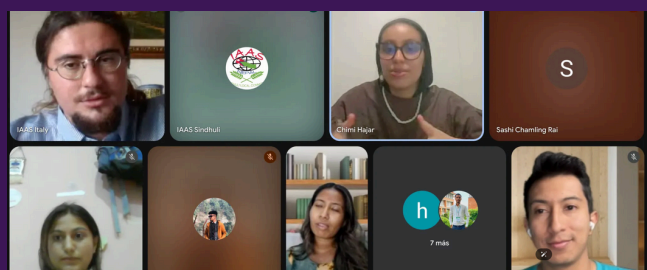 IAAS
IAAS Italy
IAAS Sindhuli
Chimi Hajar
S
Sashi Chamling Rai
h
7 más